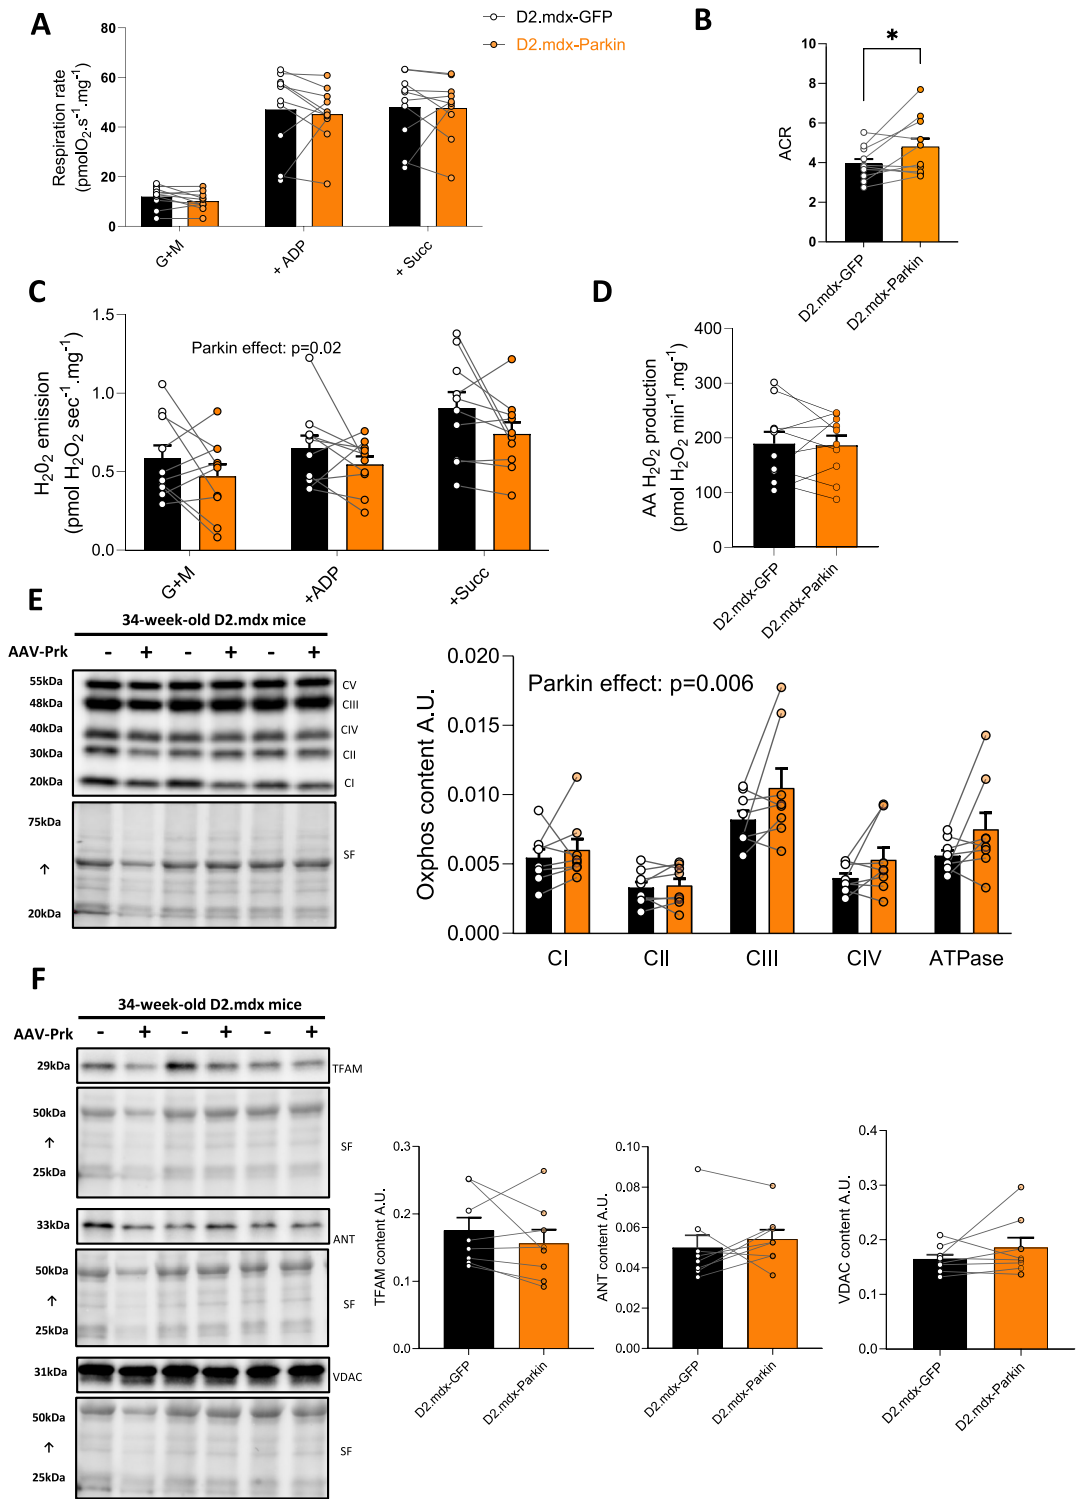 A
D2.mdx-GFP
D2.mdx-Parkin
Respiration rate
(pmolO₂.s⁻¹.mg⁻¹)
80
60
40
20
0
G+M
+ ADP
+ Succ
B
*
ACR
10
8
6
4
2
0
D2.mdx-GFP
D2.mdx-Parkin
C
Parkin effect: p=0.02
H₂0₂ emission
(pmol H₂O₂ sec⁻¹.mg⁻¹)
1.5
1.0
0.5
0.0
G+M
+ADP
+Succ
D
AA H₂0₂ production
(pmol H₂O₂ min⁻¹.mg⁻¹)
400
300
200
100
0
D2.mdx-GFP
D2.mdx-Parkin
E
34-week-old D2.mdx mice
AAV-Prk - + - + - +
55kDa CV
48kDa CIII
40kDa CIV
30kDa CII
20kDa CI
75kDa
↑ SF
20kDa
Parkin effect: p=0.006
Oxphos content A.U.
0.020
0.015
0.010
0.005
0.000
CI CII CIII CIV ATPase
F
34-week-old D2.mdx mice
AAV-Prk - + - + - +
29kDa TFAM
50kDa
↑ SF
25kDa
33kDa ANT
50kDa
↑ SF
25kDa
31kDa VDAC
50kDa
↑ SF
25kDa
TFAM content A.U.
0.3
0.2
0.1
0.0
D2.mdx-GFP
D2.mdx-Parkin
ANT content A.U.
0.10
0.08
0.06
0.04
0.02
0.00
D2.mdx-GFP
D2.mdx-Parkin
VDAC content A.U.
0.4
0.3
0.2
0.1
0.0
D2.mdx-GFP
D2.mdx-Parkin